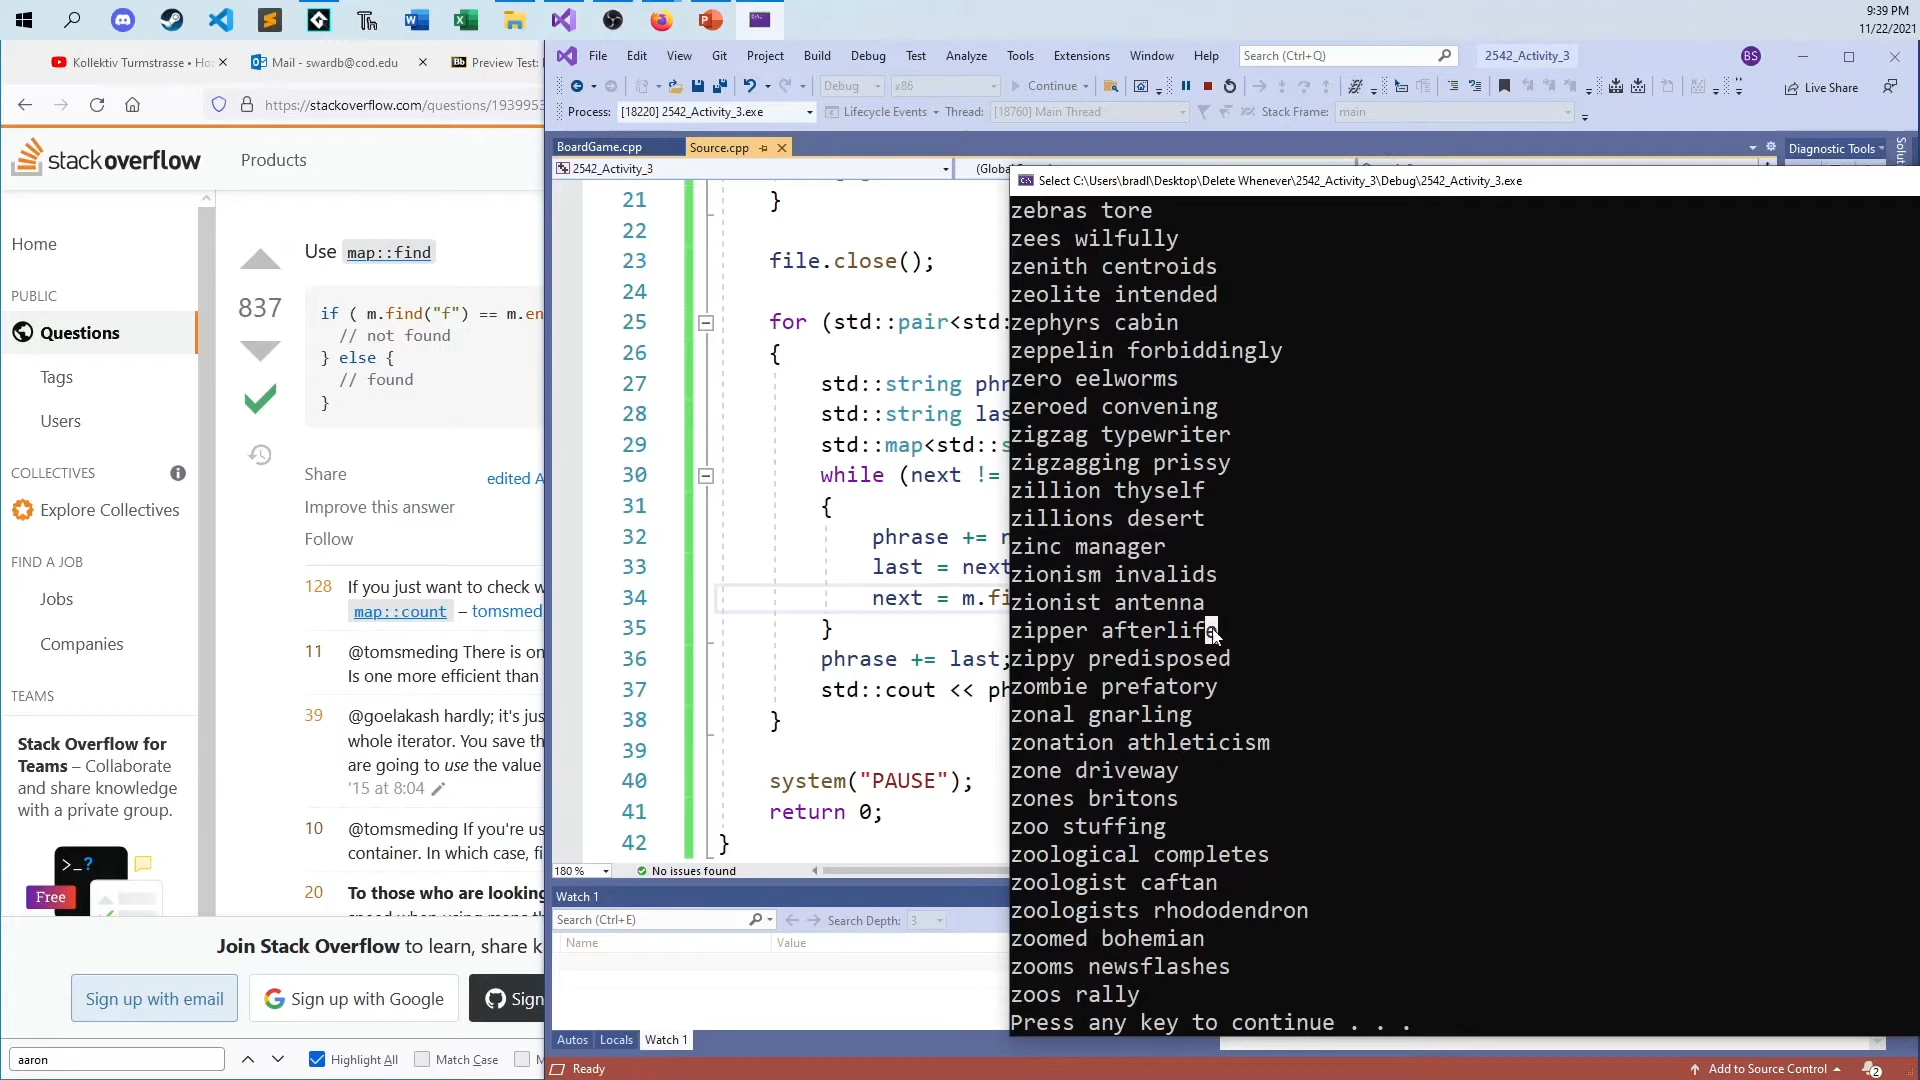 9:39 PM
11/22/2021
Kollektiv Turmstrasse • Ho
Mail - swardb@cod.edu
Preview Test:
https://stackoverflow.com/questions/1939953
stackoverflow
Products
Home
PUBLIC
Questions
Tags
Users
COLLECTIVES
Explore Collectives
FIND A JOB
Jobs
Companies
TEAMS
Stack Overflow for
Teams – Collaborate
and share knowledge
with a private group.
>_?
Free
837
Use map::find
if ( m.find("f") == m.en
// not found
} else {
// found
}
Share
edited A
Improve this answer
Follow
128 If you just want to check w
map::count – tomsmed
11 @tomsmeding There is on
Is one more efficient than
39 @goelakash hardly; it's jus
whole iterator. You save th
are going to use the value
'15 at 8:04
10 @tomsmeding If you're us
container. In which case, fi
20 To those who are looking
Join Stack Overflow to learn, share k
Sign up with email
Sign up with Google
Sign
aaron
Highlight All
Match Case
File Edit View Git Project Build Debug Test Analyze Tools Extensions Window Help
Search (Ctrl+Q)
2542_Activity_3
BS
Debug
x86
Continue
Live Share
Process: [18220] 2542_Activity_3.exe
Lifecycle Events
Thread: [18760] Main Thread
Stack Frame: main
BoardGame.cpp
Source.cpp
Diagnostic Tools
2542_Activity_3
(Globa
21 }
22
23 file.close();
24
25 for (std::pair<std:
26 {
27 std::string phr
28 std::string las
29 std::map<std::s
30 while (next !=
31 {
32 phrase += n
33 last = next
34 next = m.fi
35 }
36 phrase += last;
37 std::cout << ph
38 }
39
40 system("PAUSE");
41 return 0;
42 }
180 %
No issues found
Watch 1
Search (Ctrl+E)
Search Depth: 3
Name
Value
Autos Locals Watch 1
Ready
Add to Source Control
2
Select C:\Users\bradl\Desktop\Delete Whenever\2542_Activity_3\Debug\2542_Activity_3.exe
zebras tore
zees wilfully
zenith centroids
zeolite intended
zephyrs cabin
zeppelin forbiddingly
zero eelworms
zeroed convening
zigzag typewriter
zigzagging prissy
zillion thyself
zillions desert
zinc manager
zionism invalids
zionist antenna
zipper afterlife
zippy predisposed
zombie prefatory
zonal gnarling
zonation athleticism
zone driveway
zones britons
zoo stuffing
zoological completes
zoologist caftan
zoologists rhododendron
zoomed bohemian
zooms newsflashes
zoos rally
Press any key to continue . . .